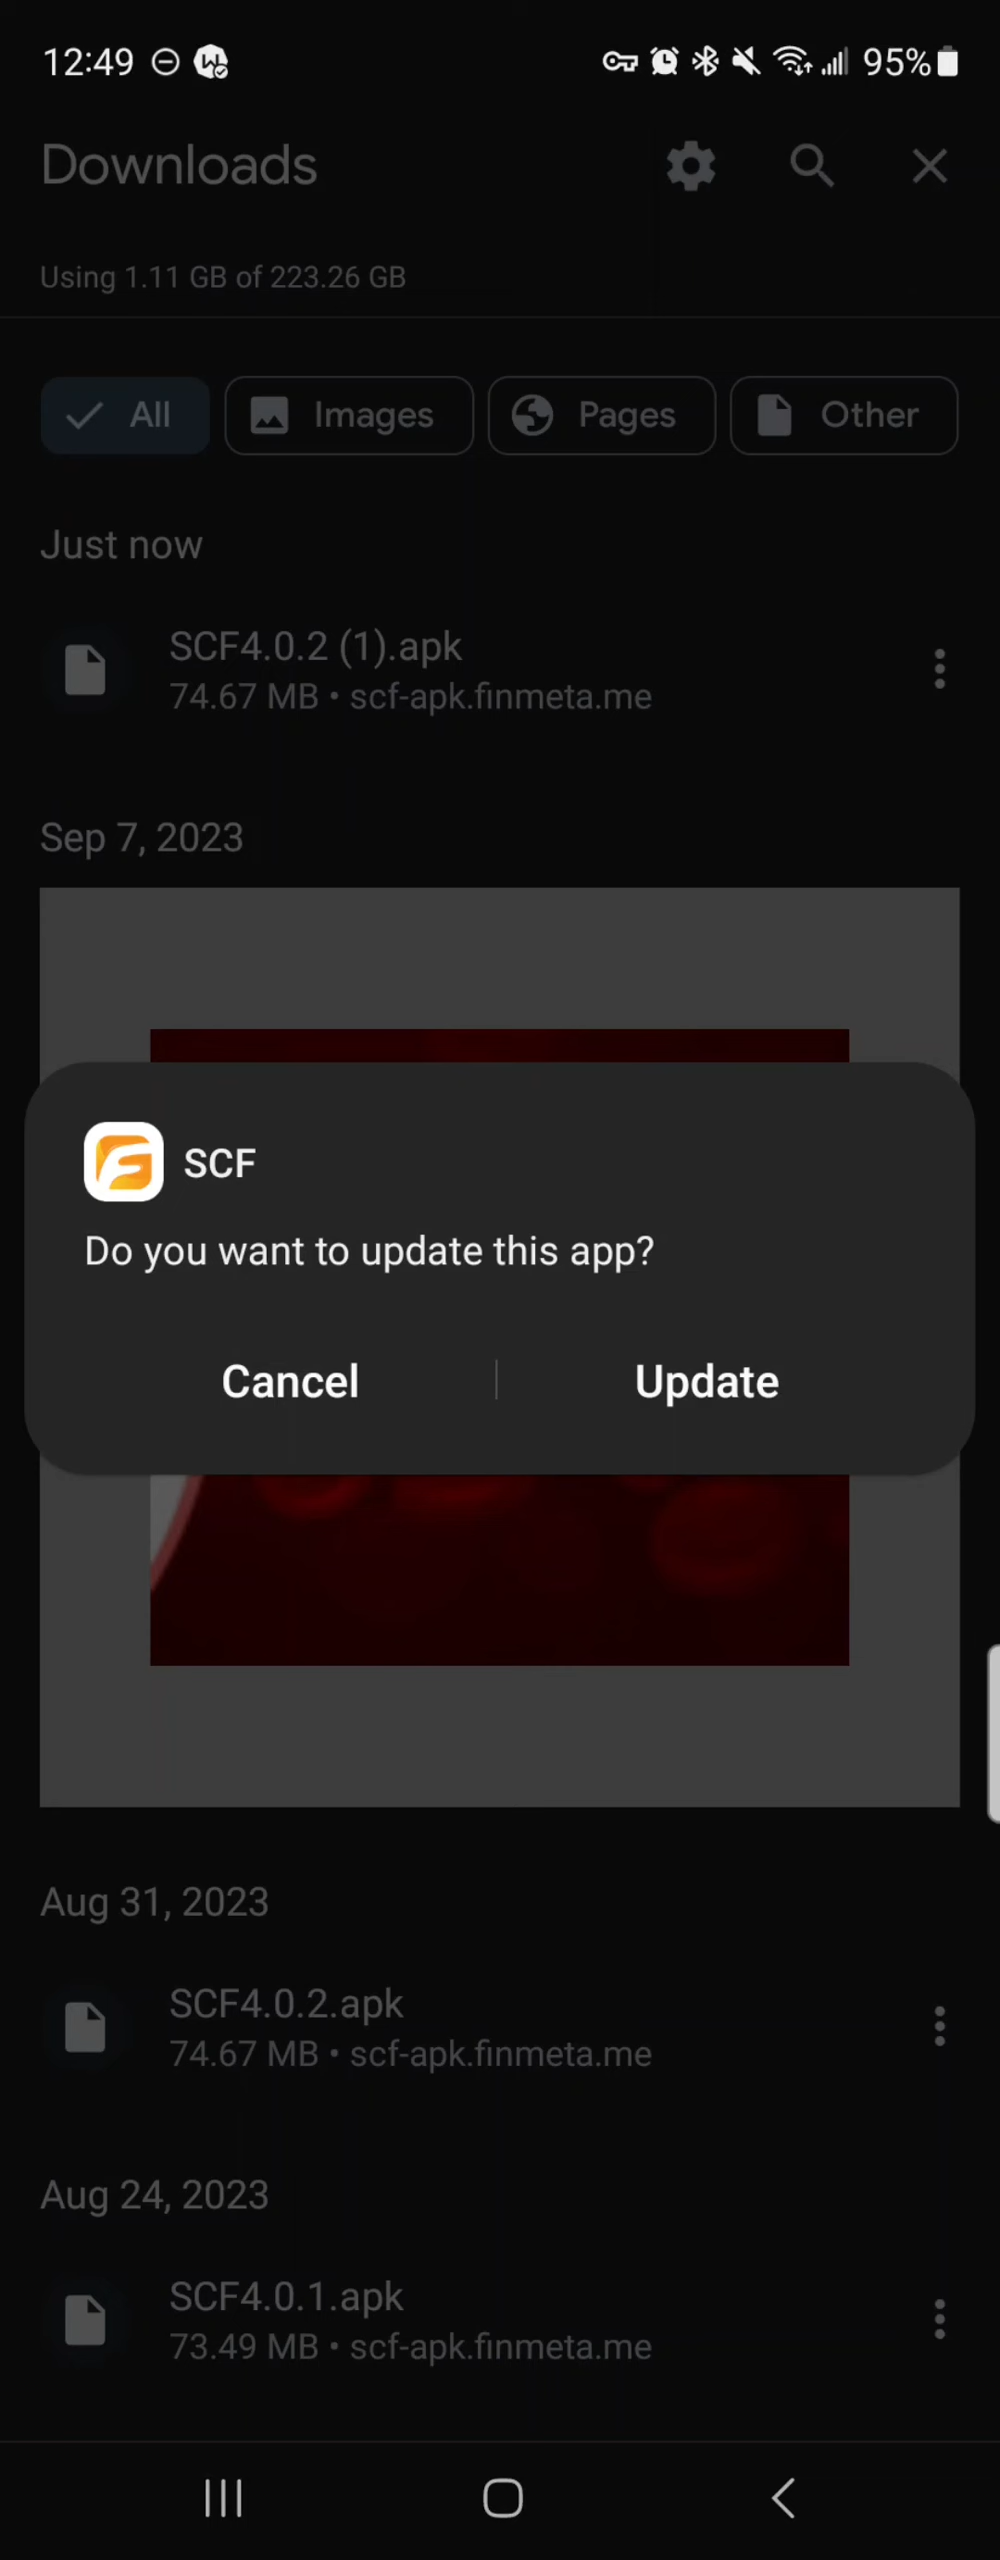 12:49
95%
Downloads
Using 1.11 GB of 223.26 GB
All
Images
Pages
Other
Just now
SCF4.0.2 (1).apk
74.67 MB • scf-apk.finmeta.me
Sep 7, 2023
SCF
Do you want to update this app?
Cancel
Update
Aug 31, 2023
SCF4.0.2.apk
74.67 MB • scf-apk.finmeta.me
Aug 24, 2023
SCF4.0.1.apk
73.49 MB • scf-apk.finmeta.me